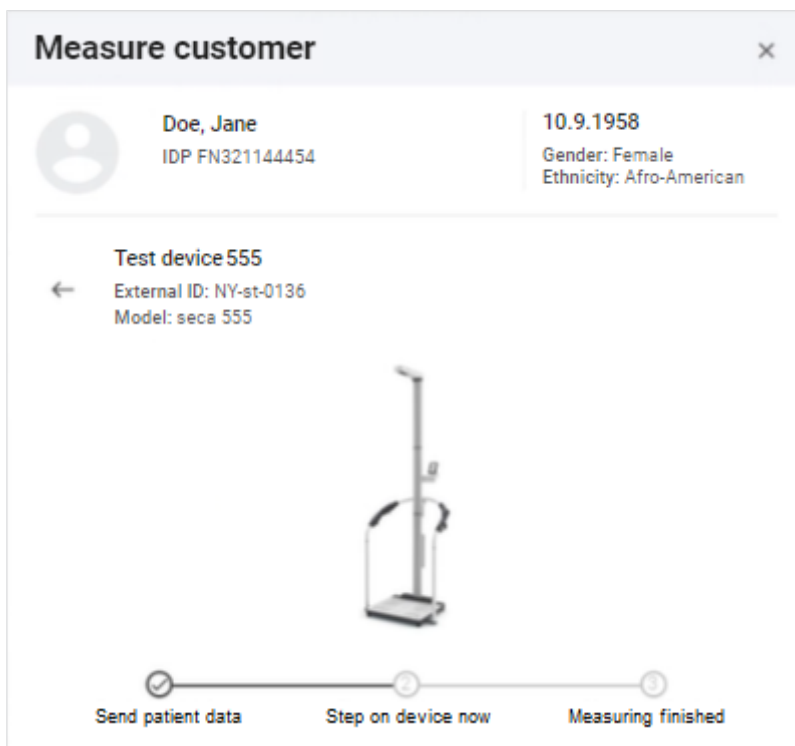 Measure customer
Doe, Jane
IDP FN321144454
10.9.1958
Gender: Female
Ethnicity: Afro-American
Test device 555
External ID: NY-st-0136
Model: seca 555
2
3
Send patient data
Step on device now
Measuring finished